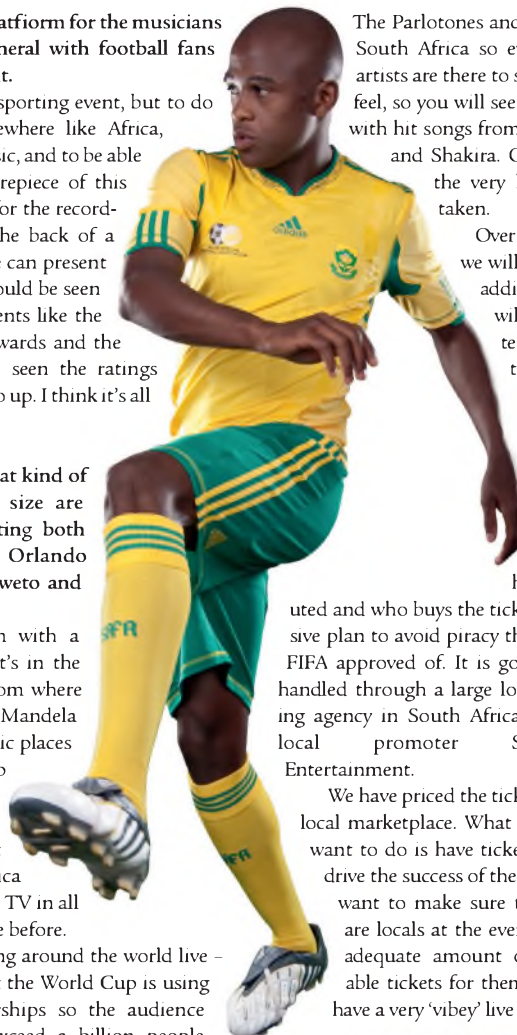 atfiorm for the musicians
neral with football fans
t.
sporting event, but to do
ewhere like Africa,
sic, and to be able
repiece of this
or the record-
he back of a
e can present
ould be seen
ents like the
wards and the
seen the ratings
o up. I think it's all
at kind of
size are
ting both
Orlando
weto and
n with a
t's in the
om where
Mandela
ic places
ica
TV in all
e before.
ng around the world live –
t the World Cup is using
rships so the audience
xceed a billion people
adidas
SAFA
The Parlotones and
South Africa so e
artists are there to s
feel, so you will see
with hit songs from
and Shakira. C
the very
taken.
Over
we will
addi
wil
te
t
h
uted and who buys the tick
sive plan to avoid piracy th
FIFA approved of. It is go
handled through a large lo
ing agency in South Africa
local promoter S
Entertainment.
We have priced the tick
local marketplace. What
want to do is have ticke
drive the success of the
want to make sure t
are locals at the eve
adequate amount o
able tickets for them
have a very 'vibey' live